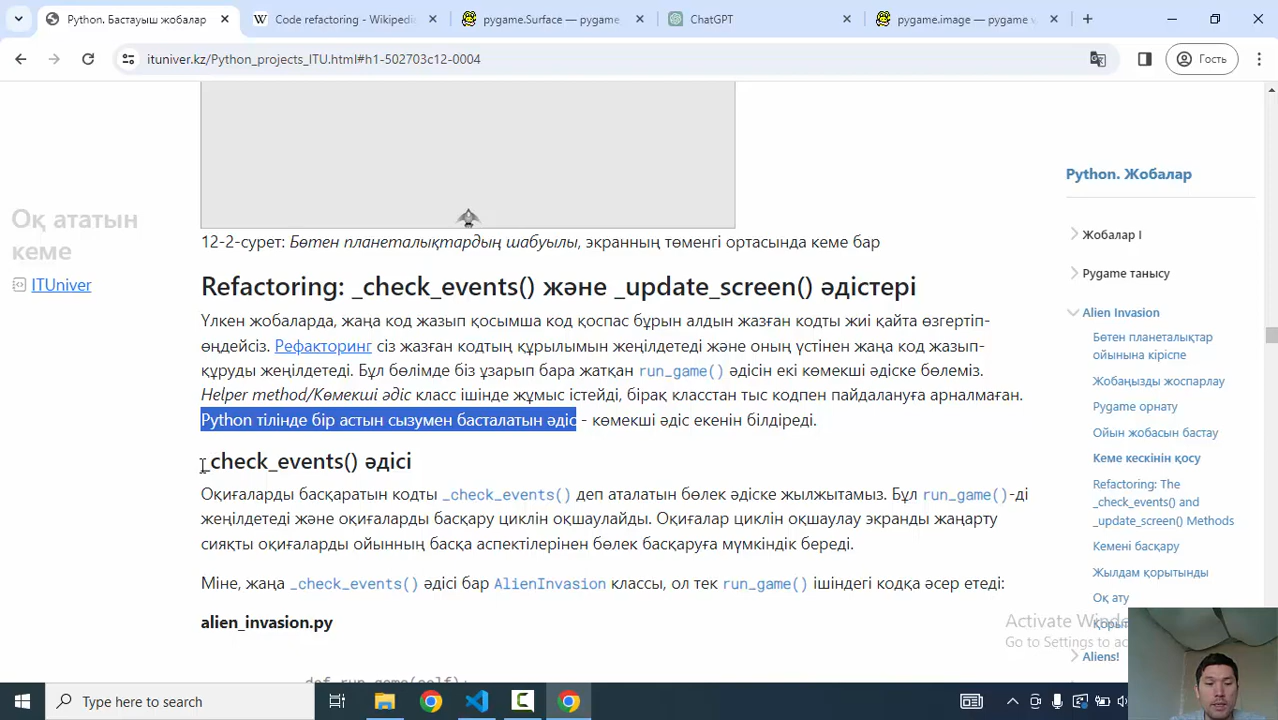 Python. Бастауыш жобалар
Code refactoring - Wikipedi
pygame.Surface — pygame
ChatGPT
pygame.image — pygame v
ituniver.kz/Python_projects_ITU.html#h1-502703c12-0004
Гость
Оқ ататын
кеме
ITUniver
12-2-сурет: Бөтен планеталықтардың шабуылы, экранның төменгі ортасында кеме бар
Refactoring: _check_events() және _update_screen() әдістері
Үлкен жобаларда, жаңа код жазып қосымша код қоспас бұрын алдын жазған кодты жиі қайта өзгертіп-
өңдейсіз. Рефакторинг сіз жазған кодтың құрылымын жеңілдетеді және оның үстінен жаңа код жазып-
құруды жеңілдетеді. Бұл бөлімде біз ұзарып бара жатқан run_game() әдісін екі көмекші әдіске бөлеміз.
Helper method/Көмекші әдіс класс ішінде жұмыс істейді, бірақ класстан тыс кодпен пайдалануға арналмаған.
Python тілінде бір астын сызумен басталатын әдіс - көмекші әдіс екенін білдіреді.
_check_events() әдісі
Оқиғаларды басқаратын кодты _check_events() деп аталатын бөлек әдіске жылжытамыз. Бұл run_game()-ді
жеңілдетеді және оқиғаларды басқару циклін оқшаулайды. Оқиғалар циклін оқшаулау экранды жаңарту
сияқты оқиғаларды ойынның басқа аспектілерінен бөлек басқаруға мүмкіндік береді.
Міне, жаңа _check_events() әдісі бар AlienInvasion классы, ол тек run_game() ішіндегі кодқа әсер етеді:
alien_invasion.py
def run_game(self):
Python. Жобалар
Жобалар I
Pygame танысу
Alien Invasion
Бөтен планеталықтар
ойынына кіріспе
Жобаңызды жоспарлау
Pygame орнату
Ойын жобасын бастау
Кеме кескінін қосу
Refactoring: The
_check_events() and
_update_screen() Methods
Кемені басқару
Жылдам қорытынды
Оқ ату
Aliens!
Activate Windo
Go to Settings to ac
Type here to search